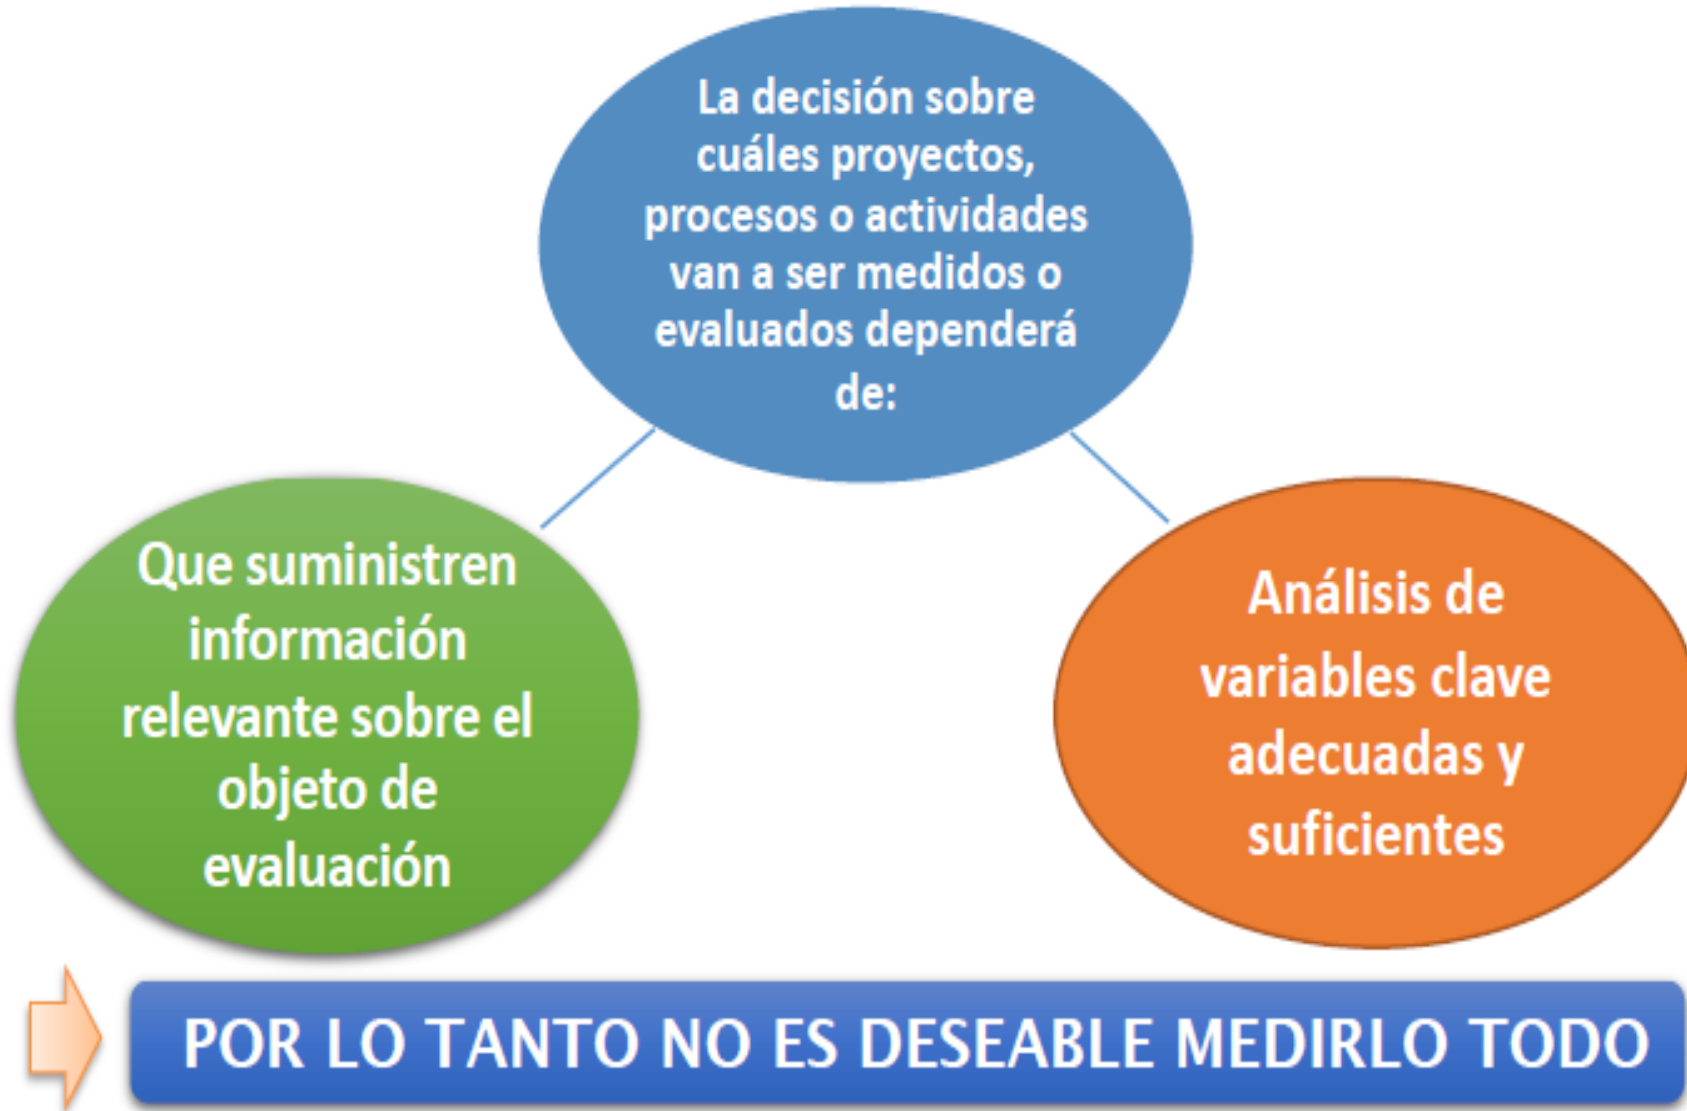 La decisión sobre
cuáles proyectos,
procesos o actividades
van a ser medidos o
evaluados dependerá
de:
Que suministren
información
relevante sobre el
objeto de
evaluación
Análisis de
variables clave
adecuadas y
suficientes
POR LO TANTO NO ES DESEABLE MEDIRLO TODO